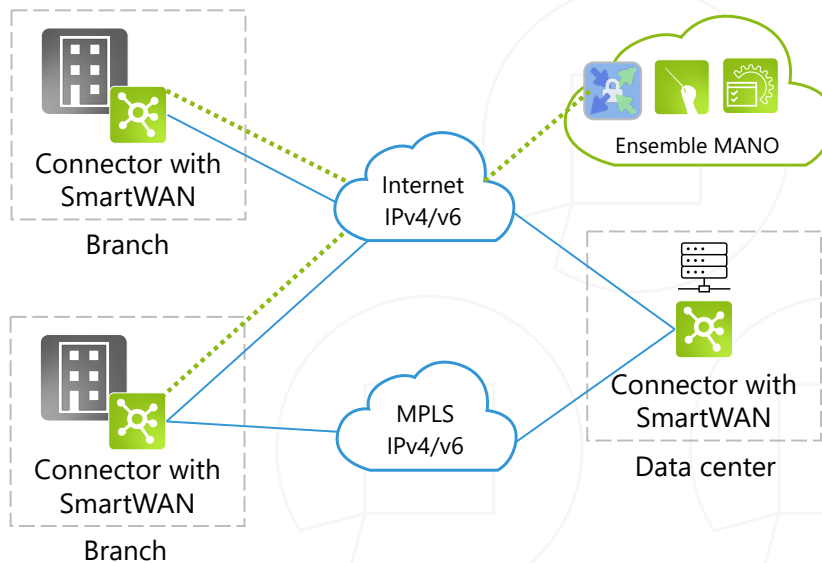 Connector with
SmartWAN
Branch
Internet
IPv4/v6
Ensemble MANO
Connector with
SmartWAN
Data center
MPLS
IPv4/v6
Connector with
SmartWAN
Branch